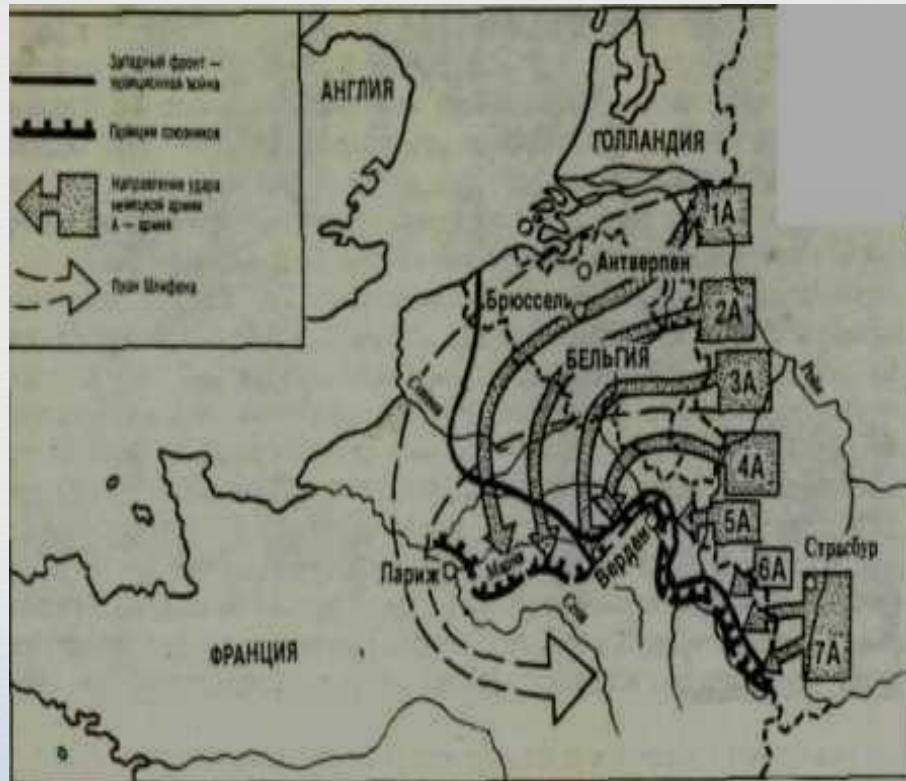 Западный фронт —
позиционная война
Позиции союзников
Направление удара
немецкой армии
А — армия
План Шлифена
АНГЛИЯ
ГОЛЛАНДИЯ
1А
Антверпен
Брюссель
2А
БЕЛЬГИЯ
3А
Рейн
4А
5А
Страсбур
6А
Верден
Париж
Марна
7А
ФРАНЦИЯ